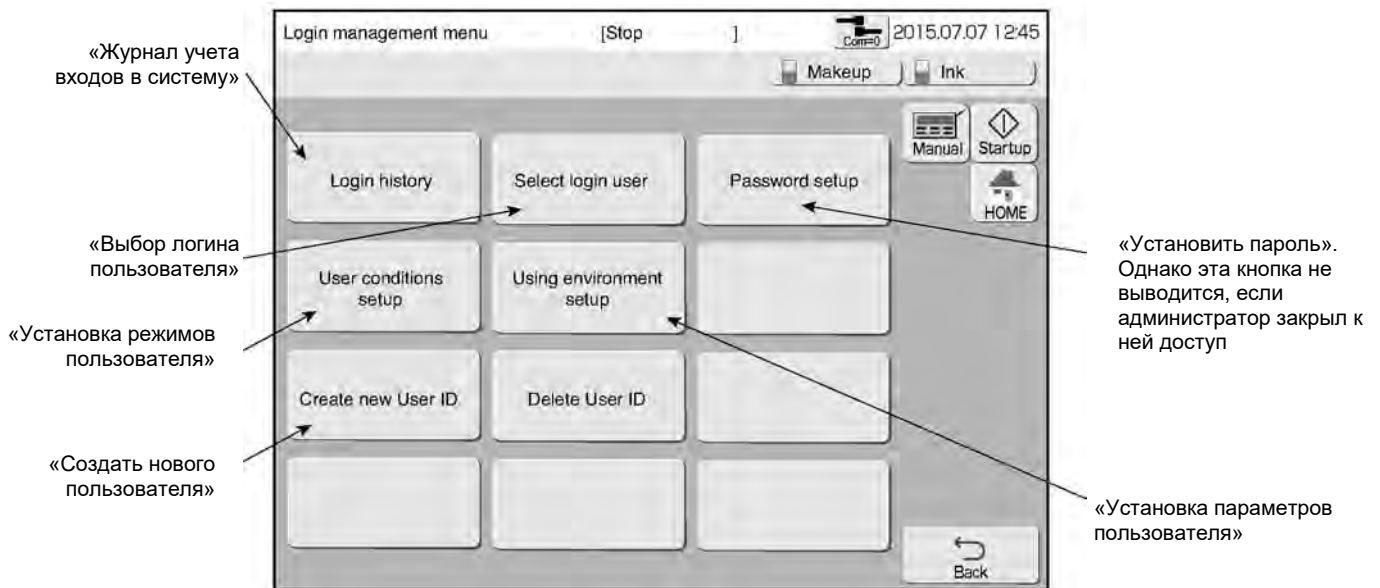 Login management menu [Stop ] Com=0 2015.07.07 12:45
Makeup Ink
Manual Startup
HOME
Login history Select login user Password setup
User conditions
setup
Using environment
setup
Create new User ID Delete User ID
Back
«Журнал учета
входов в систему»
«Выбор логина
пользователя»
«Установка режимов
пользователя»
«Создать нового
пользователя»
«Установить пароль».
Однако эта кнопка не
выводится, если
администратор закрыл к
ней доступ
«Установка параметров
пользователя»